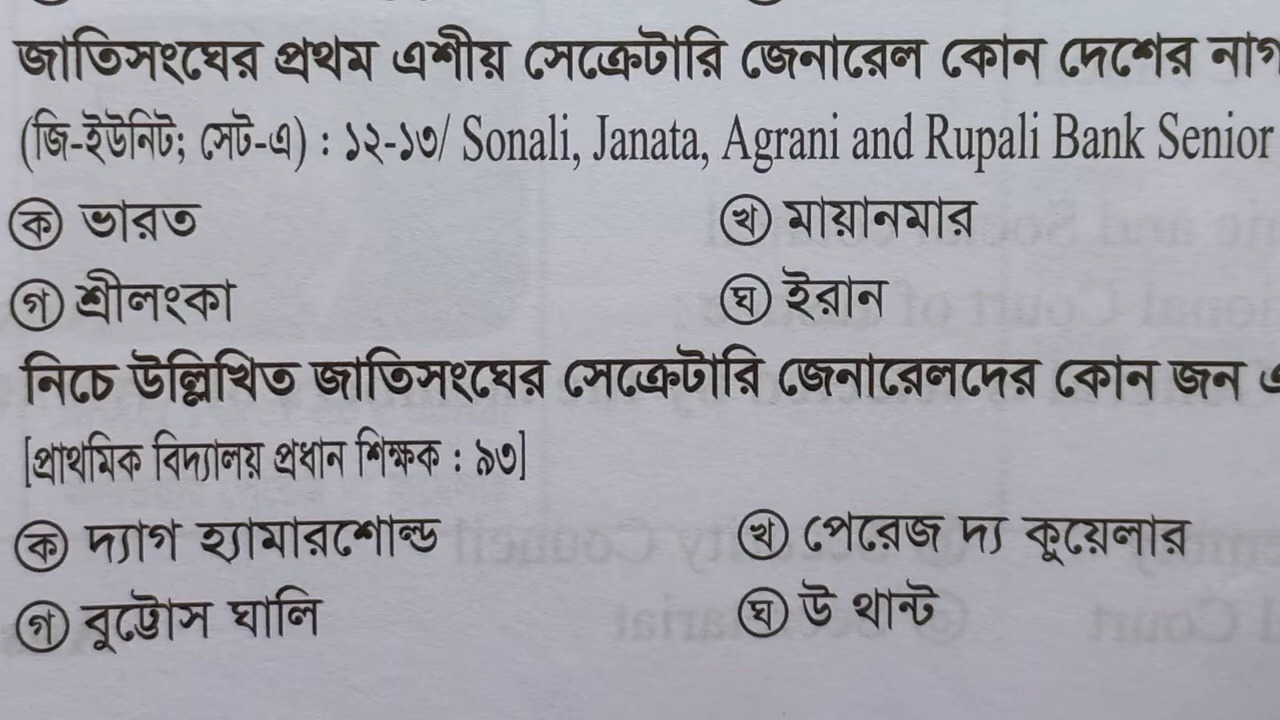 জাতিসংঘের প্রথম এশীয় সেক্রেটারি জেনারেল কোন দেশের
(জি-ইউনিট; সেট-এ) : ১২-১৩/ Sonali, Janata, Agrani and Rupali Bank Senior
ক ভারত খ মায়ানমার
গ শ্রীলংকা ঘ ইরান
নিচে উল্লিখিত জাতিসংঘের সেক্রেটারি জেনারেলদের কোন জন
[প্রাথমিক বিদ্যালয় প্রধান শিক্ষক : ৯৩]
ক দ্যাগ হ্যামারশোল্ড খ পেরেজ দ্য কুয়েলার
গ বুট্রোস ঘালি ঘ উ থান্ট